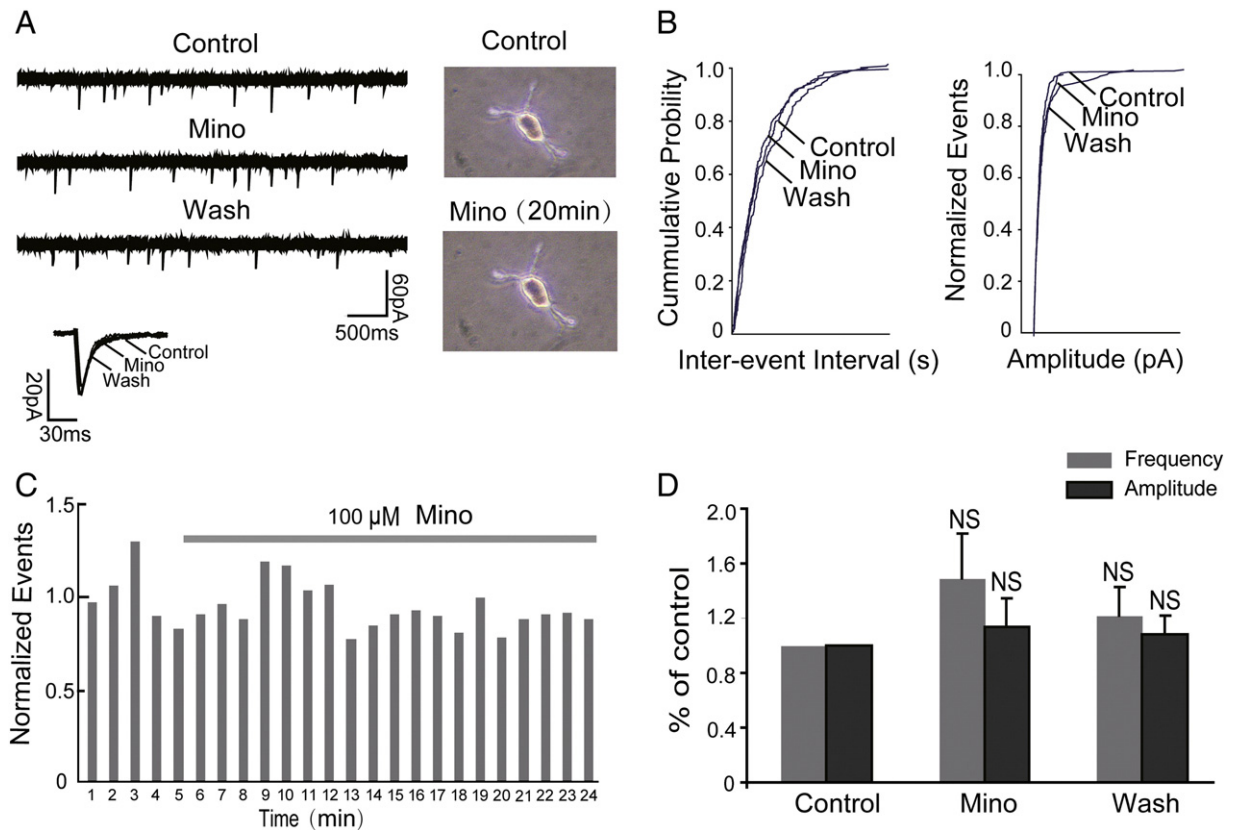 A
Control
Mino
Wash
60pA
500ms
Control
Mino
Wash
20pA
30ms
Control
Mino（20min）
B
Cummulative Probility
1.0
0.8
0.6
0.4
0.2
0
Control
Mino
Wash
Inter-event Interval (s)
Normalized Events
1.0
0.8
0.6
0.4
0.2
0
Control
Mino
Wash
Amplitude (pA)
C
Normalized Events
1.5
1.0
0.5
0
100 µM Mino
1 2 3 4 5 6 7 8 9 10 11 12 13 14 15 16 17 18 19 20 21 22 23 24
Time（min）
D
Frequency
Amplitude
% of control
2.0
1.6
1.2
0.8
0.4
0
NS
NS
NS
NS
Control Mino Wash